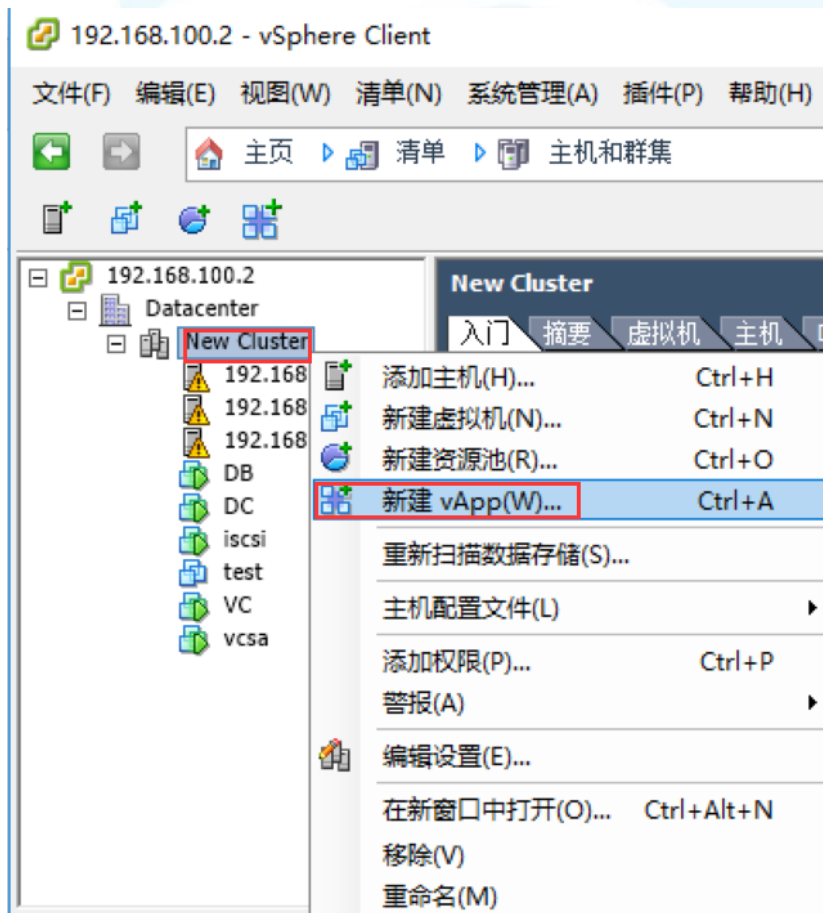 192.168.100.2 - vSphere Client
文件(F) 编辑(E) 视图(W) 清单(N) 系统管理(A) 插件(P) 帮助(H)
主页 清单 主机和群集
192.168.100.2
Datacenter
New Cluster
192.168
192.168
192.168
DB
DC
iscsi
test
VC
vcsa
New Cluster
入门 摘要 虚拟机 主机
添加主机(H)... Ctrl+H
新建虚拟机(N)... Ctrl+N
新建资源池(R)... Ctrl+O
新建 vApp(W)... Ctrl+A
重新扫描数据存储(S)...
主机配置文件(L)
添加权限(P)... Ctrl+P
警报(A)
编辑设置(E)...
在新窗口中打开(O)... Ctrl+Alt+N
移除(V)
重命名(M)